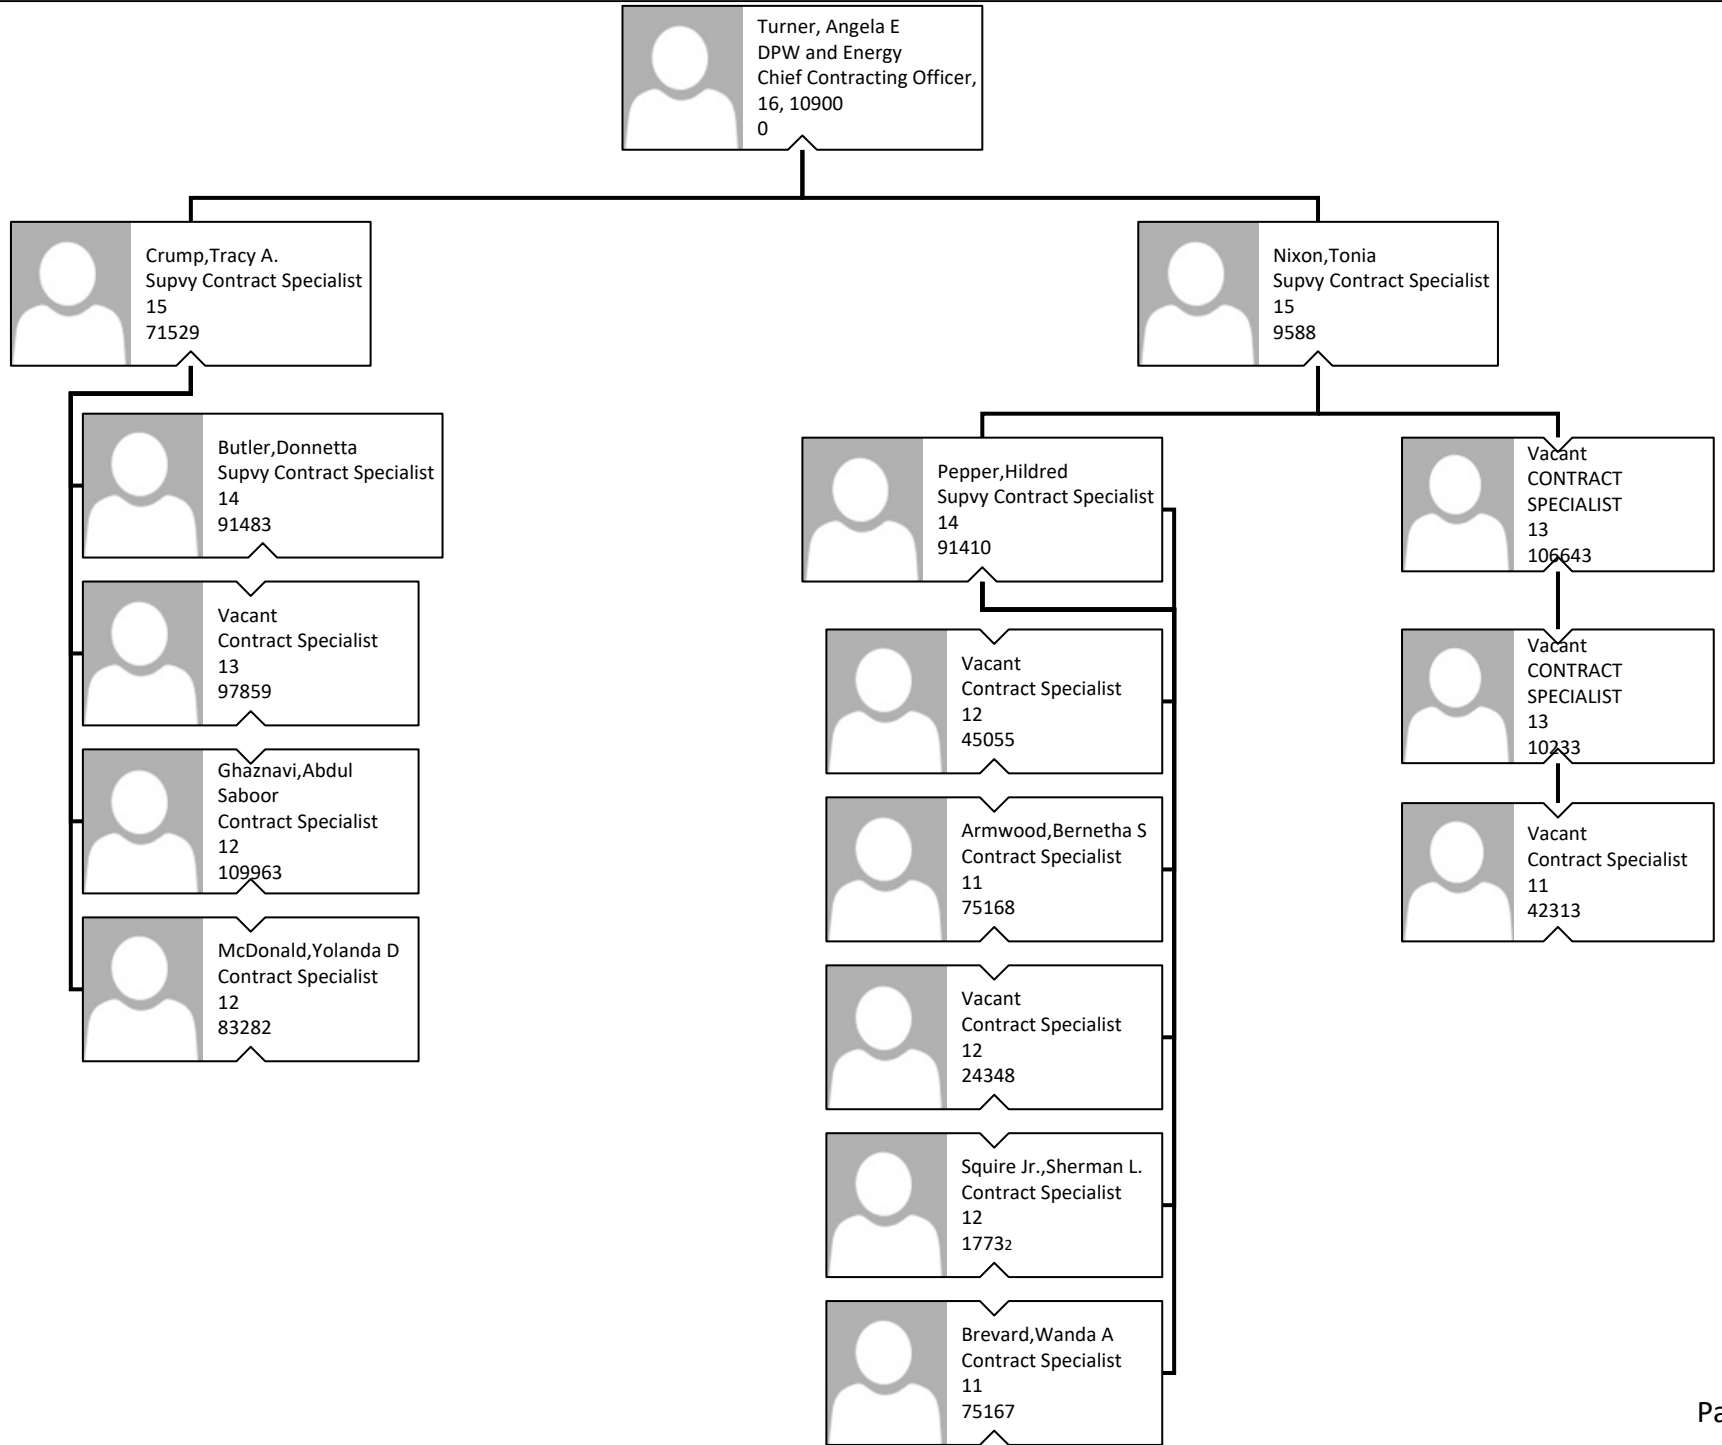 Turner, Angela E
DPW and Energy
Chief Contracting Officer,
16, 10900
0
Crump,Tracy A.
Supvy Contract Specialist
15
71529
Nixon,Tonia
Supvy Contract Specialist
15
9588
Butler,Donnetta
Supvy Contract Specialist
14
91483
Vacant
Contract Specialist
13
97859
Ghaznavi,Abdul
Saboor
Contract Specialist
12
109963
McDonald,Yolanda D
Contract Specialist
12
83282
Pepper,Hildred
Supvy Contract Specialist
14
91410
Vacant
Contract Specialist
12
45055
Armwood,Bernetha S
Contract Specialist
11
75168
Vacant
Contract Specialist
12
24348
Squire Jr.,Sherman L.
Contract Specialist
12
17732
Brevard,Wanda A
Contract Specialist
11
75167
Vacant
CONTRACT
SPECIALIST
13
106643
Vacant
CONTRACT
SPECIALIST
13
10233
Vacant
Contract Specialist
11
42313
Pa